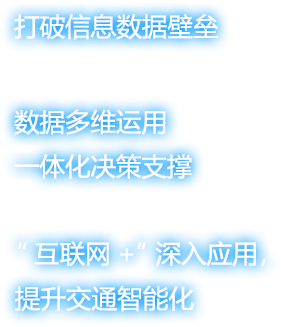 打破信息数据壁垒
数据多维运用
一体化决策支撑
“互联网 +”深入应用，
提升交通智能化